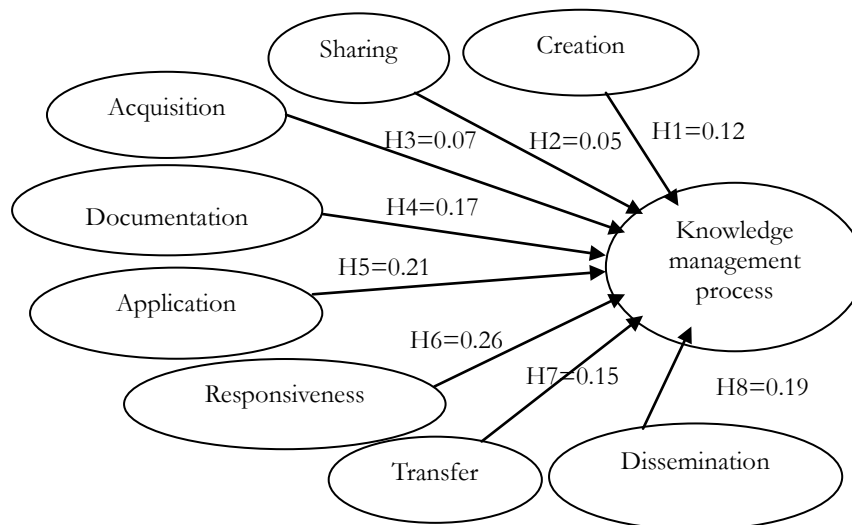 Sharing
Creation
Acquisition
H3=0.07
H2=0.05
H1=0.12
Documentation
H4=0.17
Knowledge
management
process
H5=0.21
Application
H6=0.26
Responsiveness
H7=0.15
H8=0.19
Transfer
Dissemination